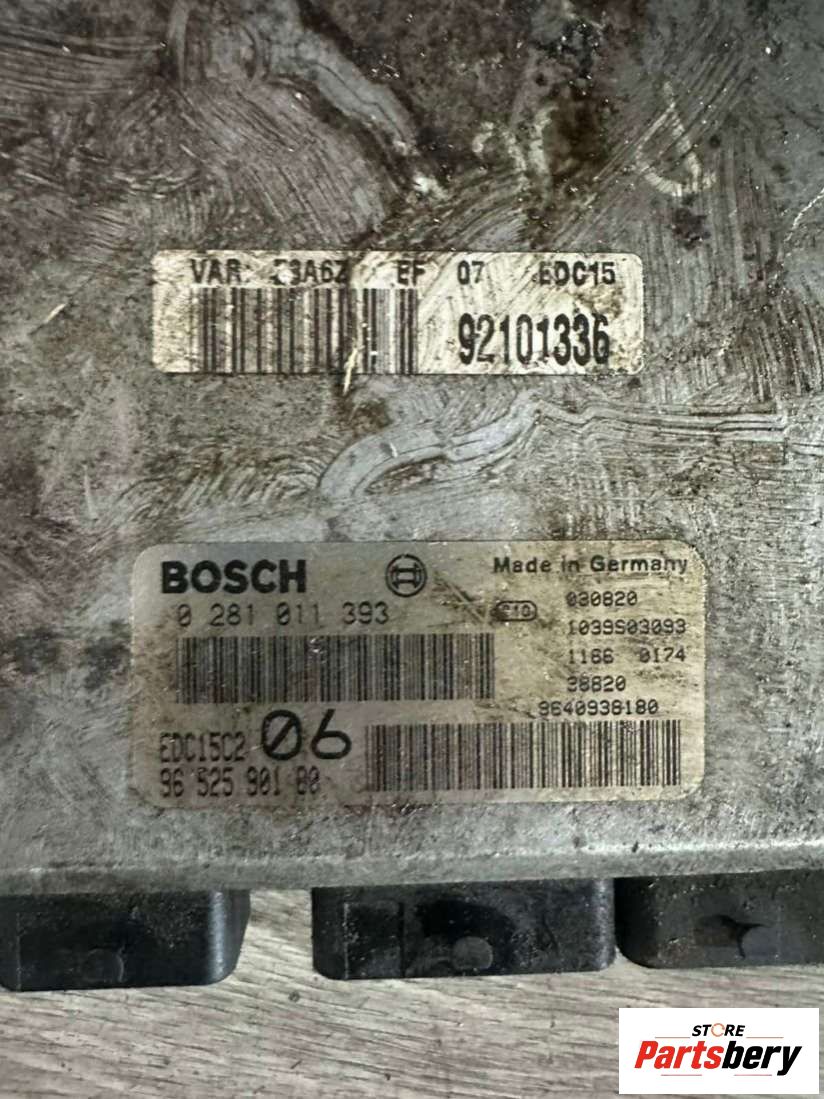 VAR: EF 07 EDC15
92101336
BOSCH
Made in Germany
0 281 011 393
030820
1039S03093
1166 0174
38820
9640938180
EDC15C2 06
96 525 901 80
STORE
Partsbery